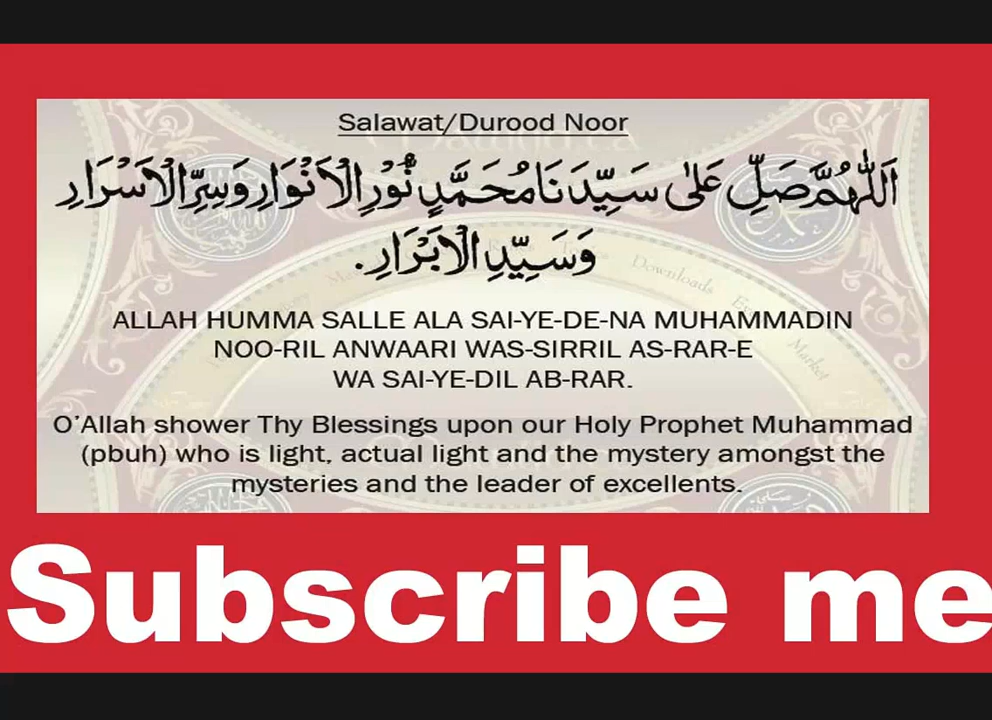 Salawat/Durood Noor
اَللّٰهُمَّ صَلِّ عَلٰى سَيِّدَنَا مُحَمَّدٍ نُّوْرِ الْاَنْوَارِ وَسِرِّ الْاَسْرَارِ
وَسَيِّدِ الْاَبْرَارِ.
Downloads
Market
ALLAH HUMMA SALLE ALA SAI-YE-DE-NA MUHAMMADIN
NOO-RIL ANWAARI WAS-SIRRIL AS-RAR-E
WA SAI-YE-DIL AB-RAR.
O'Allah shower Thy Blessings upon our Holy Prophet Muhammad
(pbuh) who is light, actual light and the mystery amongst the
mysteries and the leader of excellents.
Subscribe me